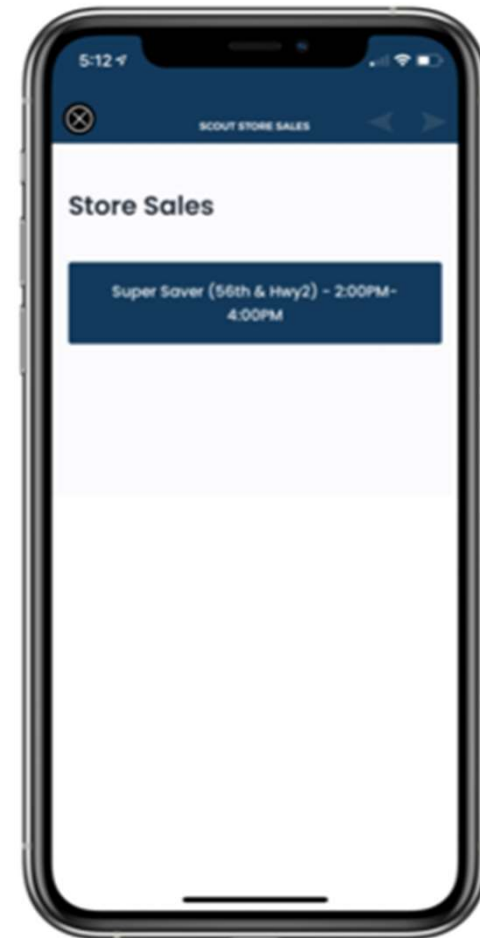 5:12
SCOUT STORE SALES
Store Sales
Super Saver (56th & Hwy2) - 2:00PM-
4:00PM